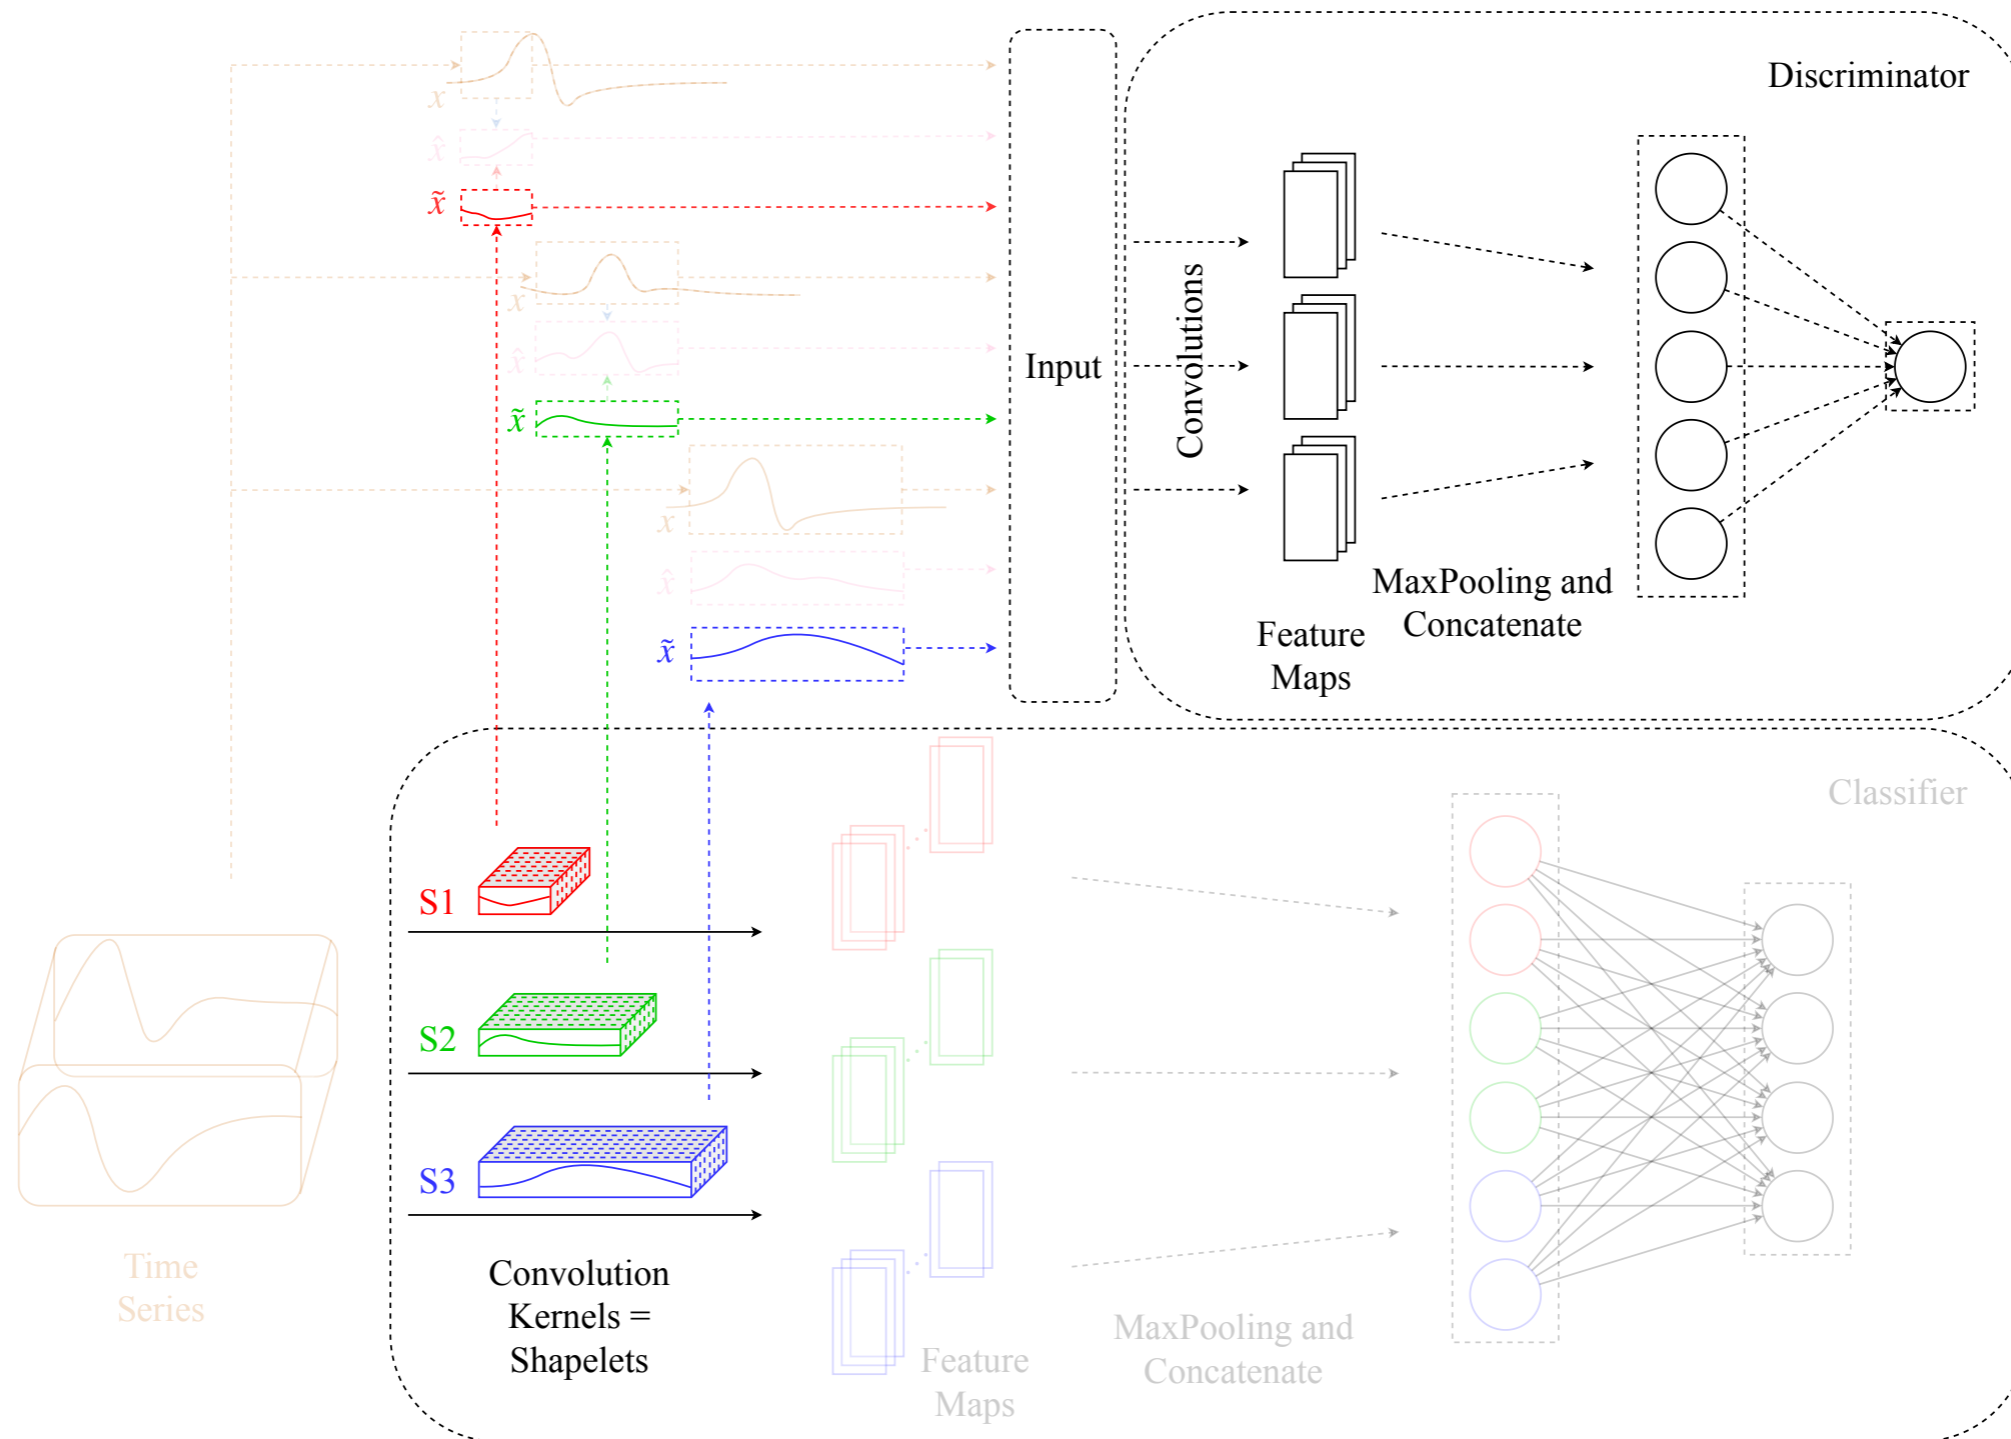 Discriminator
x
x̂
x̃
x
x̂
x̃
x
x̂
x̃
Input
Convolutions
Feature
Maps
MaxPooling and
Concatenate
Classifier
S1
S2
S3
Time
Series
Convolution
Kernels =
Shapelets
Feature
Maps
MaxPooling and
Concatenate